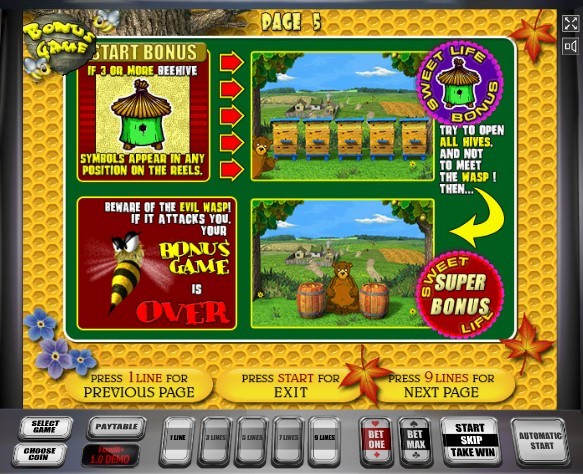 PAGE 5
BONUS
GAME
START BONUS
IF 3 OR MORE BEEHIVE
SYMBOLS APPEAR IN ANY
POSITION ON THE REELS.
SWEET LIFE
BONUS
TRY TO OPEN
ALL HIVES,
AND NOT
TO MEET
THE WASP !
THEN...
BEWARE OF THE EVIL WASP!
IF IT ATTACKS YOU,
YOUR
BONUS
GAME
IS
OVER
SWEET
SUPER
BONUS
LIFE
PRESS 1 LINE FOR
PREVIOUS PAGE
PRESS START FOR
EXIT
PRESS 9 LINES FOR
NEXT PAGE
SELECT
GAME
CHOOSE
COIN
PAYTABLE
1.0 DEMO
1 LINE
3 LINES
5 LINES
7 LINES
9 LINES
BET
ONE
BET
MAX
START
SKIP
TAKE WIN
AUTOMATIC
START